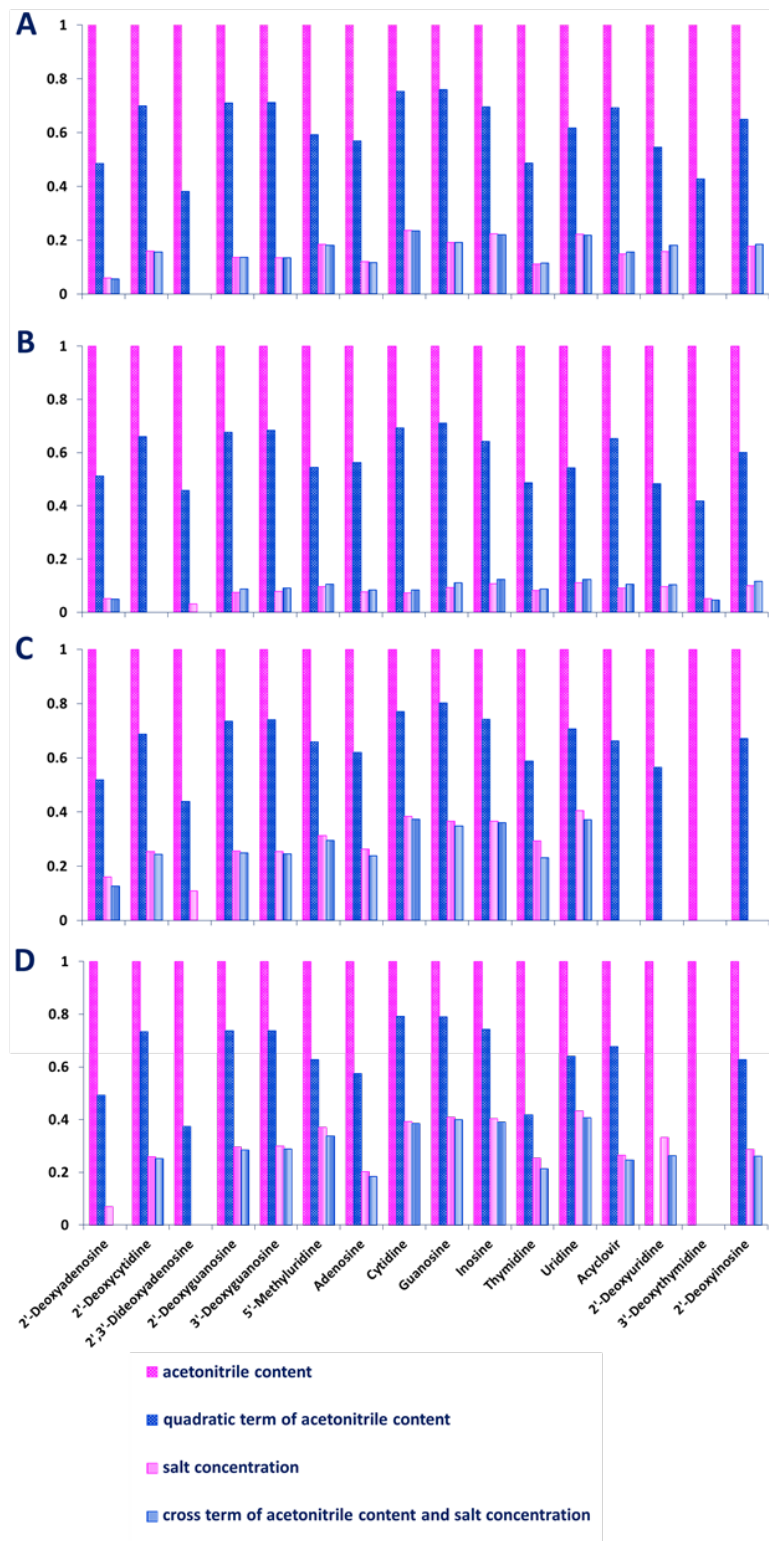 A
1
0.8
0.6
0.4
0.2
0
B
1
0.8
0.6
0.4
0.2
0
C
1
0.8
0.6
0.4
0.2
0
D
1
0.8
0.6
0.4
0.2
0
2'-Deoxyadenosine
2'-Deoxycytidine
2',3'-Dideoxyadenosine
2'-Deoxyguanosine
3'-Deoxyguanosine
5'-Methyluridine
Adenosine
Cytidine
Guanosine
Inosine
Thymidine
Uridine
Acyclovir
2'-Deoxyuridine
3'-Deoxythymidine
2'-Deoxyinosine
acetonitrile content
quadratic term of acetonitrile content
salt concentration
cross term of acetonitrile content and salt concentration